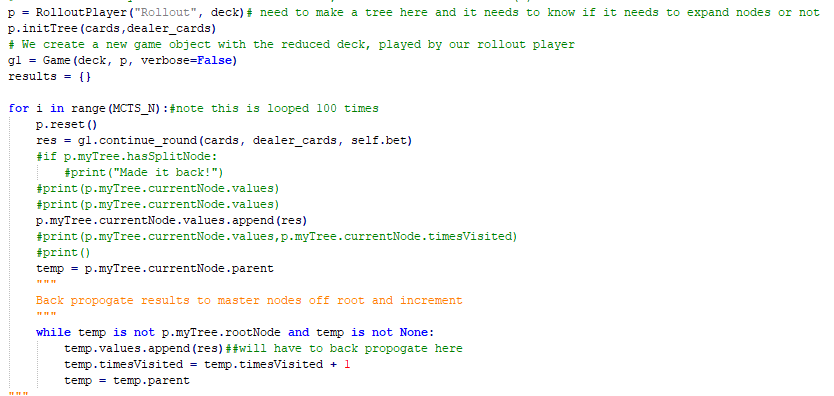 p = RolloutPlayer("Rollout", deck)# need to make a tree here and it needs to know if it needs to expand nodes or not
p.initTree(cards,dealer_cards)
# We create a new game object with the reduced deck, played by our rollout player
g1 = Game(deck, p, verbose=False)
results = {}

for i in range(MCTS_N):#note this is looped 100 times
    p.reset()
    res = g1.continue_round(cards, dealer_cards, self.bet)
    #if p.myTree.hasSplitNode:
        #print("Made it back!")
    #print(p.myTree.currentNode.values)
    #print(p.myTree.currentNode.values)
    p.myTree.currentNode.values.append(res)
    #print(p.myTree.currentNode.values,p.myTree.currentNode.timesVisited)
    #print()
    temp = p.myTree.currentNode.parent
    """
    Back propogate results to master nodes off root and increment
    """
    while temp is not p.myTree.rootNode and temp is not None:
        temp.values.append(res)##will have to back propogate here
        temp.timesVisited = temp.timesVisited + 1
        temp = temp.parent
"""